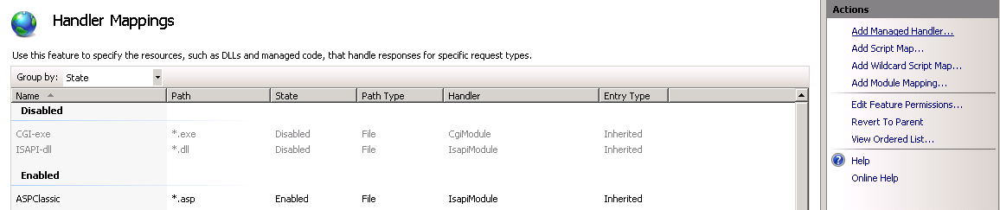 Handler Mappings
Use this feature to specify the resources, such as DLLs and managed code, that handle responses for specific request types.
Group by: State
Name Path State Path Type Handler Entry Type
Disabled
CGI-exe *.exe Disabled File CgiModule Inherited
ISAPI-dll *.dll Disabled File IsapiModule Inherited
Enabled
ASPClassic *.asp Enabled File IsapiModule Inherited
Actions
Add Managed Handler...
Add Script Map...
Add Wildcard Script Map...
Add Module Mapping...
Edit Feature Permissions...
Revert To Parent
View Ordered List...
Help
Online Help